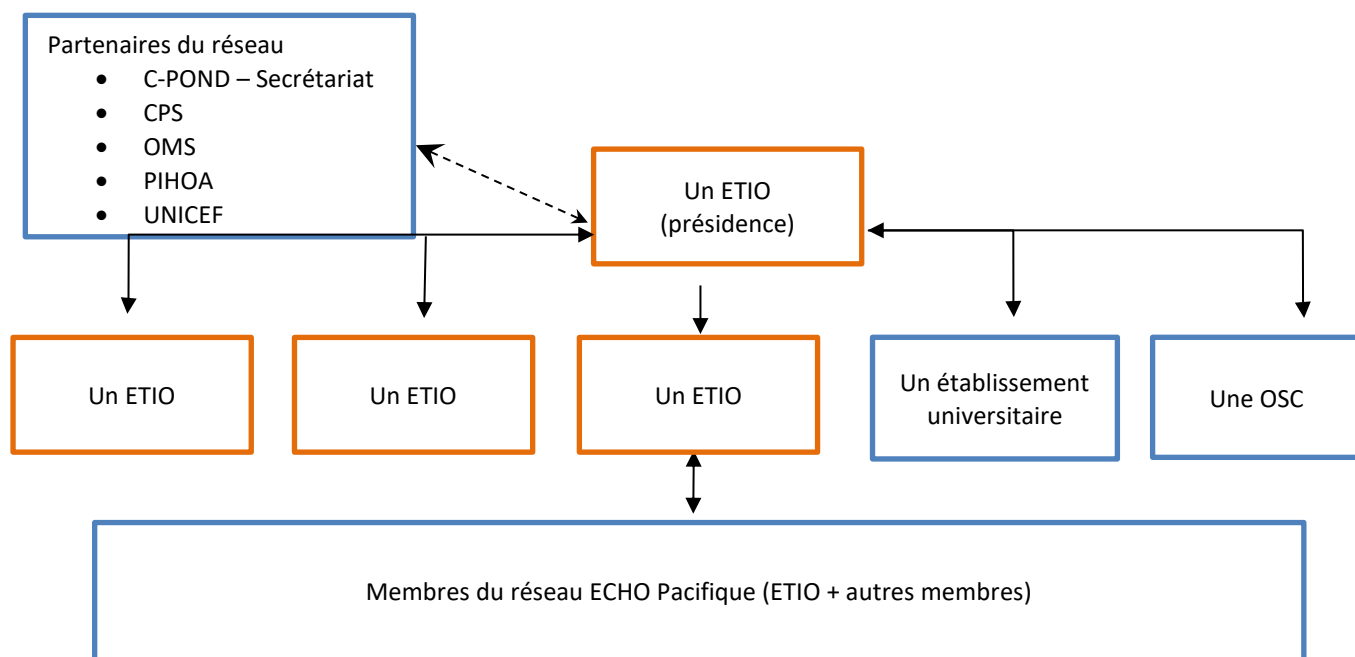 Partenaires du réseau
• C-POND – Secrétariat
• CPS
• OMS
• PIHOA
• UNICEF
Un ETIO
(présidence)
Un ETIO
Un ETIO
Un ETIO
Un établissement
universitaire
Une OSC
Membres du réseau ECHO Pacifique (ETIO + autres membres)